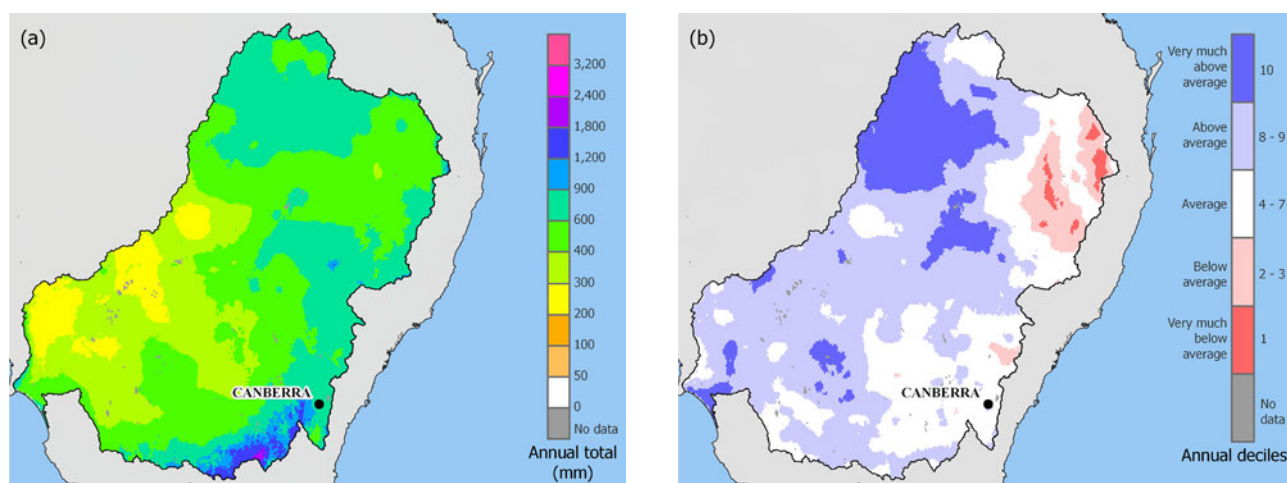 (a)
3,200
2,400
1,800
1,200
900
600
400
300
200
100
50
0
No data
Annual total
(mm)
CANBERRA
(b)
Very much
above
average
10
Above
average
8 - 9
Average
4 - 7
Below
average
2 - 3
Very much
below
average
1
No
data
Annual deciles
CANBERRA